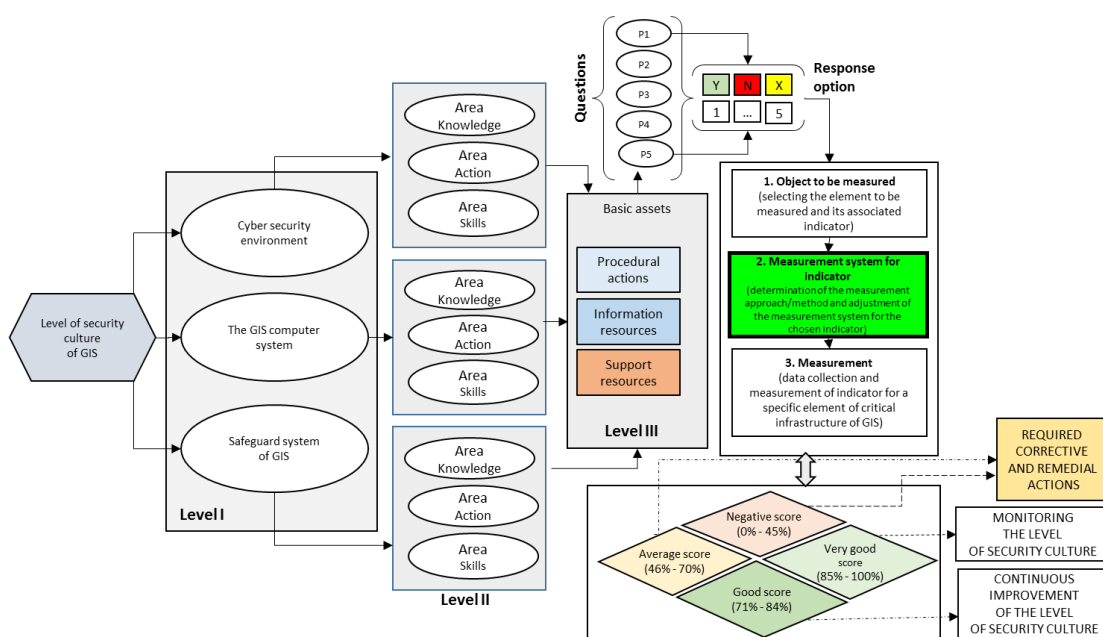 Level of security
culture
of GIS
Cyber security
environment
The GIS computer
system
Safeguard system
of GIS
Level I
Area
Knowledge
Area
Action
Area
Skills
Area
Knowledge
Area
Action
Area
Skills
Area
Knowledge
Area
Action
Area
Skills
Level II
Basic assets
Procedural
actions
Information
resources
Support
resources
Level III
Questions
P1
P2
P3
P4
P5
Y N X
1 ... 5
Response
option
1. Object to be measured
(selecting the element to be
measured and its associated
indicator)
2. Measurement system for
indicator
(determination of the measurement
approach/method and adjustment of
the measurement system for the
chosen indicator)
3. Measurement
(data collection and
measurement of indicator for a
specific element of critical
infrastructure of GIS)
Negative score
(0% - 45%)
Average score
(46% - 70%)
Very good
score
(85% - 100%)
Good score
(71% - 84%)
REQUIRED
CORRECTIVE
AND REMEDIAL
ACTIONS
MONITORING
THE LEVEL
OF SECURITY CULTURE
CONTINUOUS
IMPROVEMENT
OF THE LEVEL
OF SECURITY CULTURE